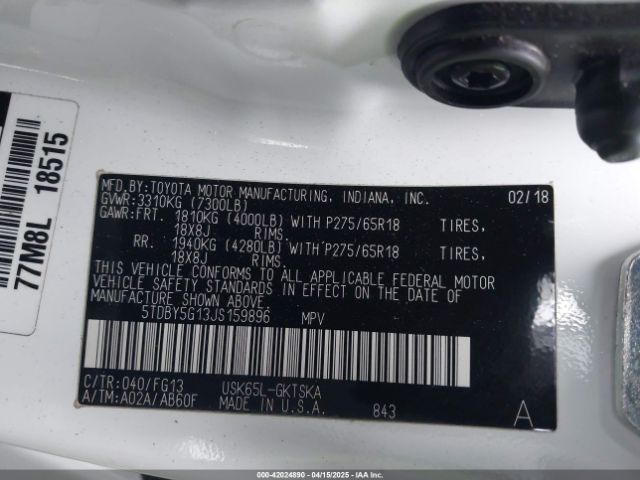 77M8L 18515
MFD.BY:TOYOTA MOTOR MANUFACTURING, INDIANA, INC. 02/18
GVWR:3310KG (7300LB)
GAWR:FRT. 1810KG (4000LB) WITH P275/65R18 TIRES,
18X8J RIMS
RR. 1940KG (4280LB) WITH P275/65R18 TIRES,
18X8J RIMS
THIS VEHICLE CONFORMS TO ALL APPLICABLE FEDERAL MOTOR
VEHICLE SAFETY STANDARDS IN EFFECT ON THE DATE OF
MANUFACTURE SHOWN ABOVE.
5TDBY5G13JS159896 MPV
C/TR:040/FG13 USK65L-GKTSKA
A/TM:A02A/AB60F MADE IN U.S.A. 843 A
000-42024890 - 04/15/2025 - IAAI.COM